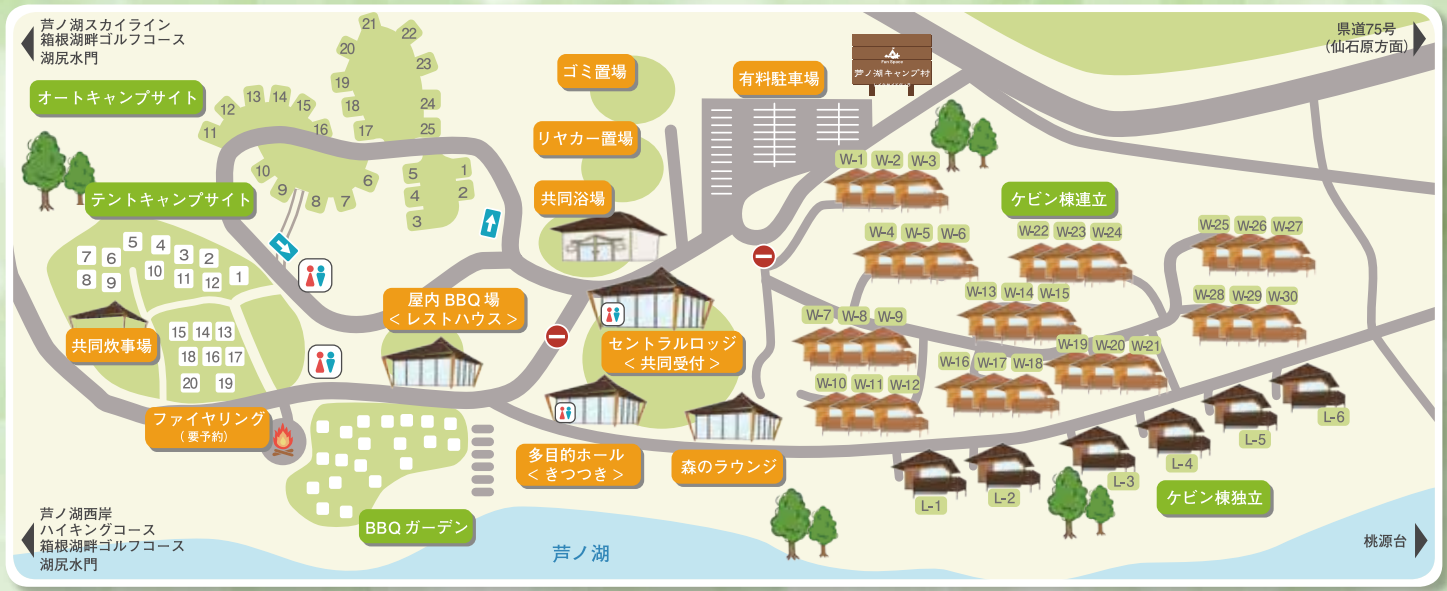 芦ノ湖スカイライン
箱根湖畔ゴルフコース
湖尻水門
県道75号
(仙石原方面)
オートキャンプサイト
21
22
20
23
19
18
24
17
25
13
14
12
15
11
16
10
9
8
7
6
5
1
4
2
3
ゴミ置場
リヤカー置場
共同浴場
有料駐車場
Fun Space
芦ノ湖キャンプ村
テントキャンプサイト
5
4
7
6
3
2
8
9
10
11
12
1
15
14
13
18
16
17
20
19
共同炊事場
ファイヤリング
(要予約)
屋内BBQ場
<レストハウス>
セントラルロッジ
<共同受付>
多目的ホール
<きつつき>
森のラウンジ
BBQガーデン
ケビン棟連立
W-1
W-2
W-3
W-4
W-5
W-6
W-22
W-23
W-24
W-25
W-26
W-27
W-13
W-14
W-15
W-28
W-29
W-30
W-7
W-8
W-9
W-19
W-20
W-21
W-16
W-17
W-18
W-10
W-11
W-12
L-6
L-5
L-4
L-3
L-2
L-1
ケビン棟独立
芦ノ湖西岸
ハイキングコース
箱根湖畔ゴルフコース
湖尻水門
芦ノ湖
桃源台